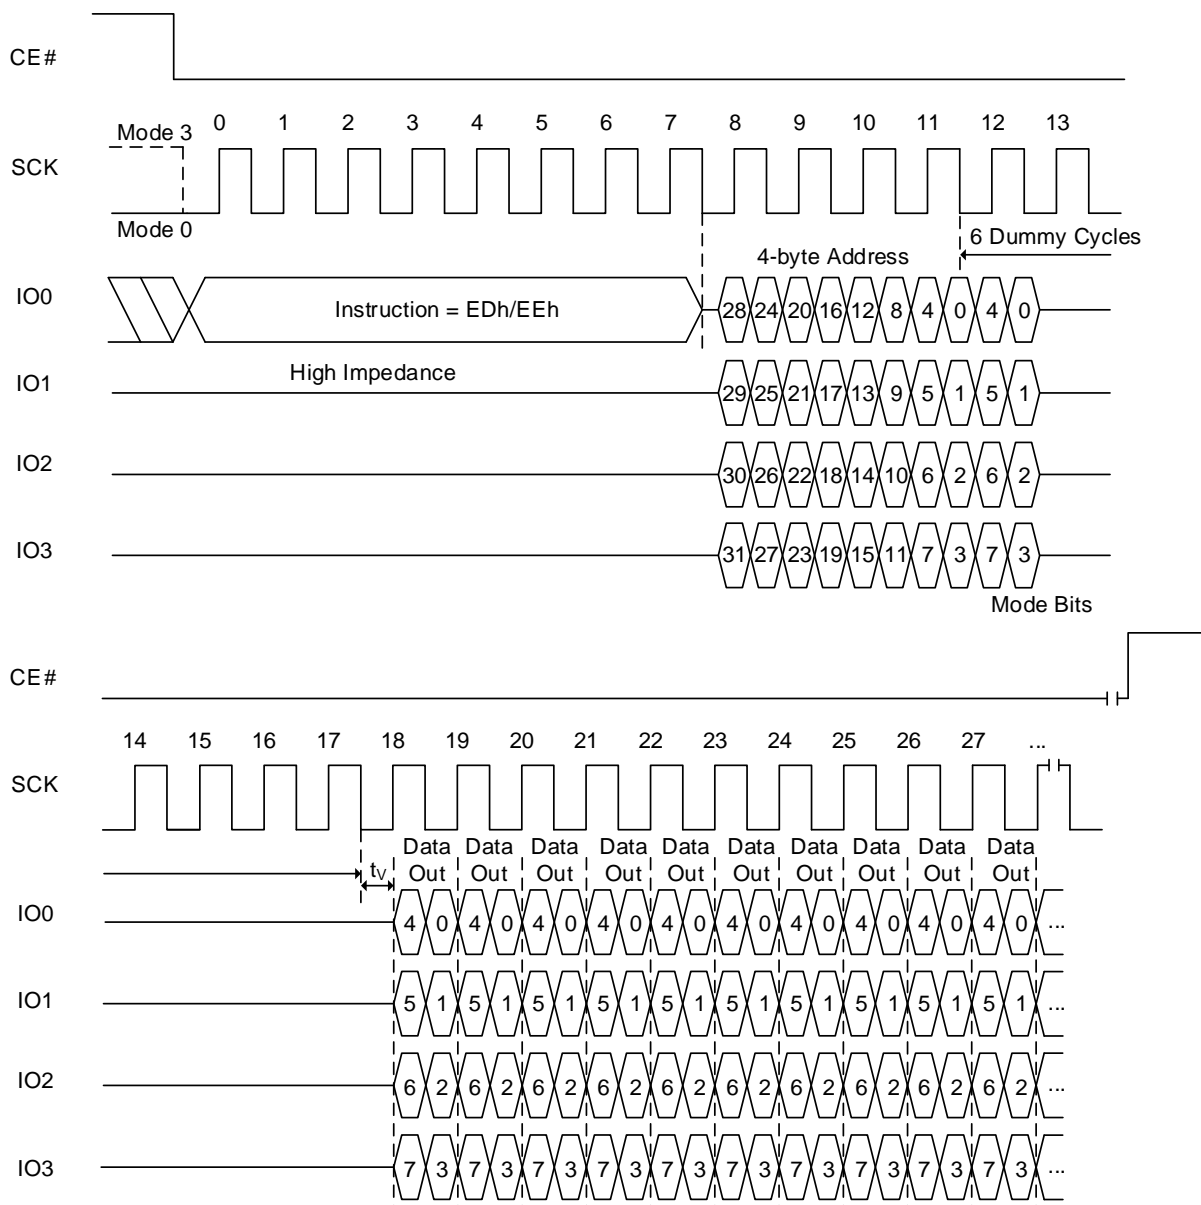 CE#
Mode 3 0 1 2 3 4 5 6 7 8 9 10 11 12 13
SCK
Mode 0
6 Dummy Cycles
4-byte Address
IO0 Instruction = EDh/EEh 28 24 20 16 12 8 4 0 4 0
High Impedance
IO1 29 25 21 17 13 9 5 1 5 1
IO2 30 26 22 18 14 10 6 2 6 2
IO3 31 27 23 19 15 11 7 3 7 3
Mode Bits
CE#
14 15 16 17 18 19 20 21 22 23 24 25 26 27 ...
SCK
Data Data Data Data Data Data Data Data Data Data
tV Out Out Out Out Out Out Out Out Out Out
IO0 4 0 4 0 4 0 4 0 4 0 4 0 4 0 4 0 4 0 4 0 ...
IO1 5 1 5 1 5 1 5 1 5 1 5 1 5 1 5 1 5 1 5 1 ...
IO2 6 2 6 2 6 2 6 2 6 2 6 2 6 2 6 2 6 2 6 2 ...
IO3 7 3 7 3 7 3 7 3 7 3 7 3 7 3 7 3 7 3 7 3 ...